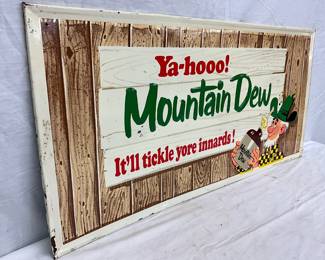 Ya-hooo!
Mountain Dew
It'll tickle yore innards!